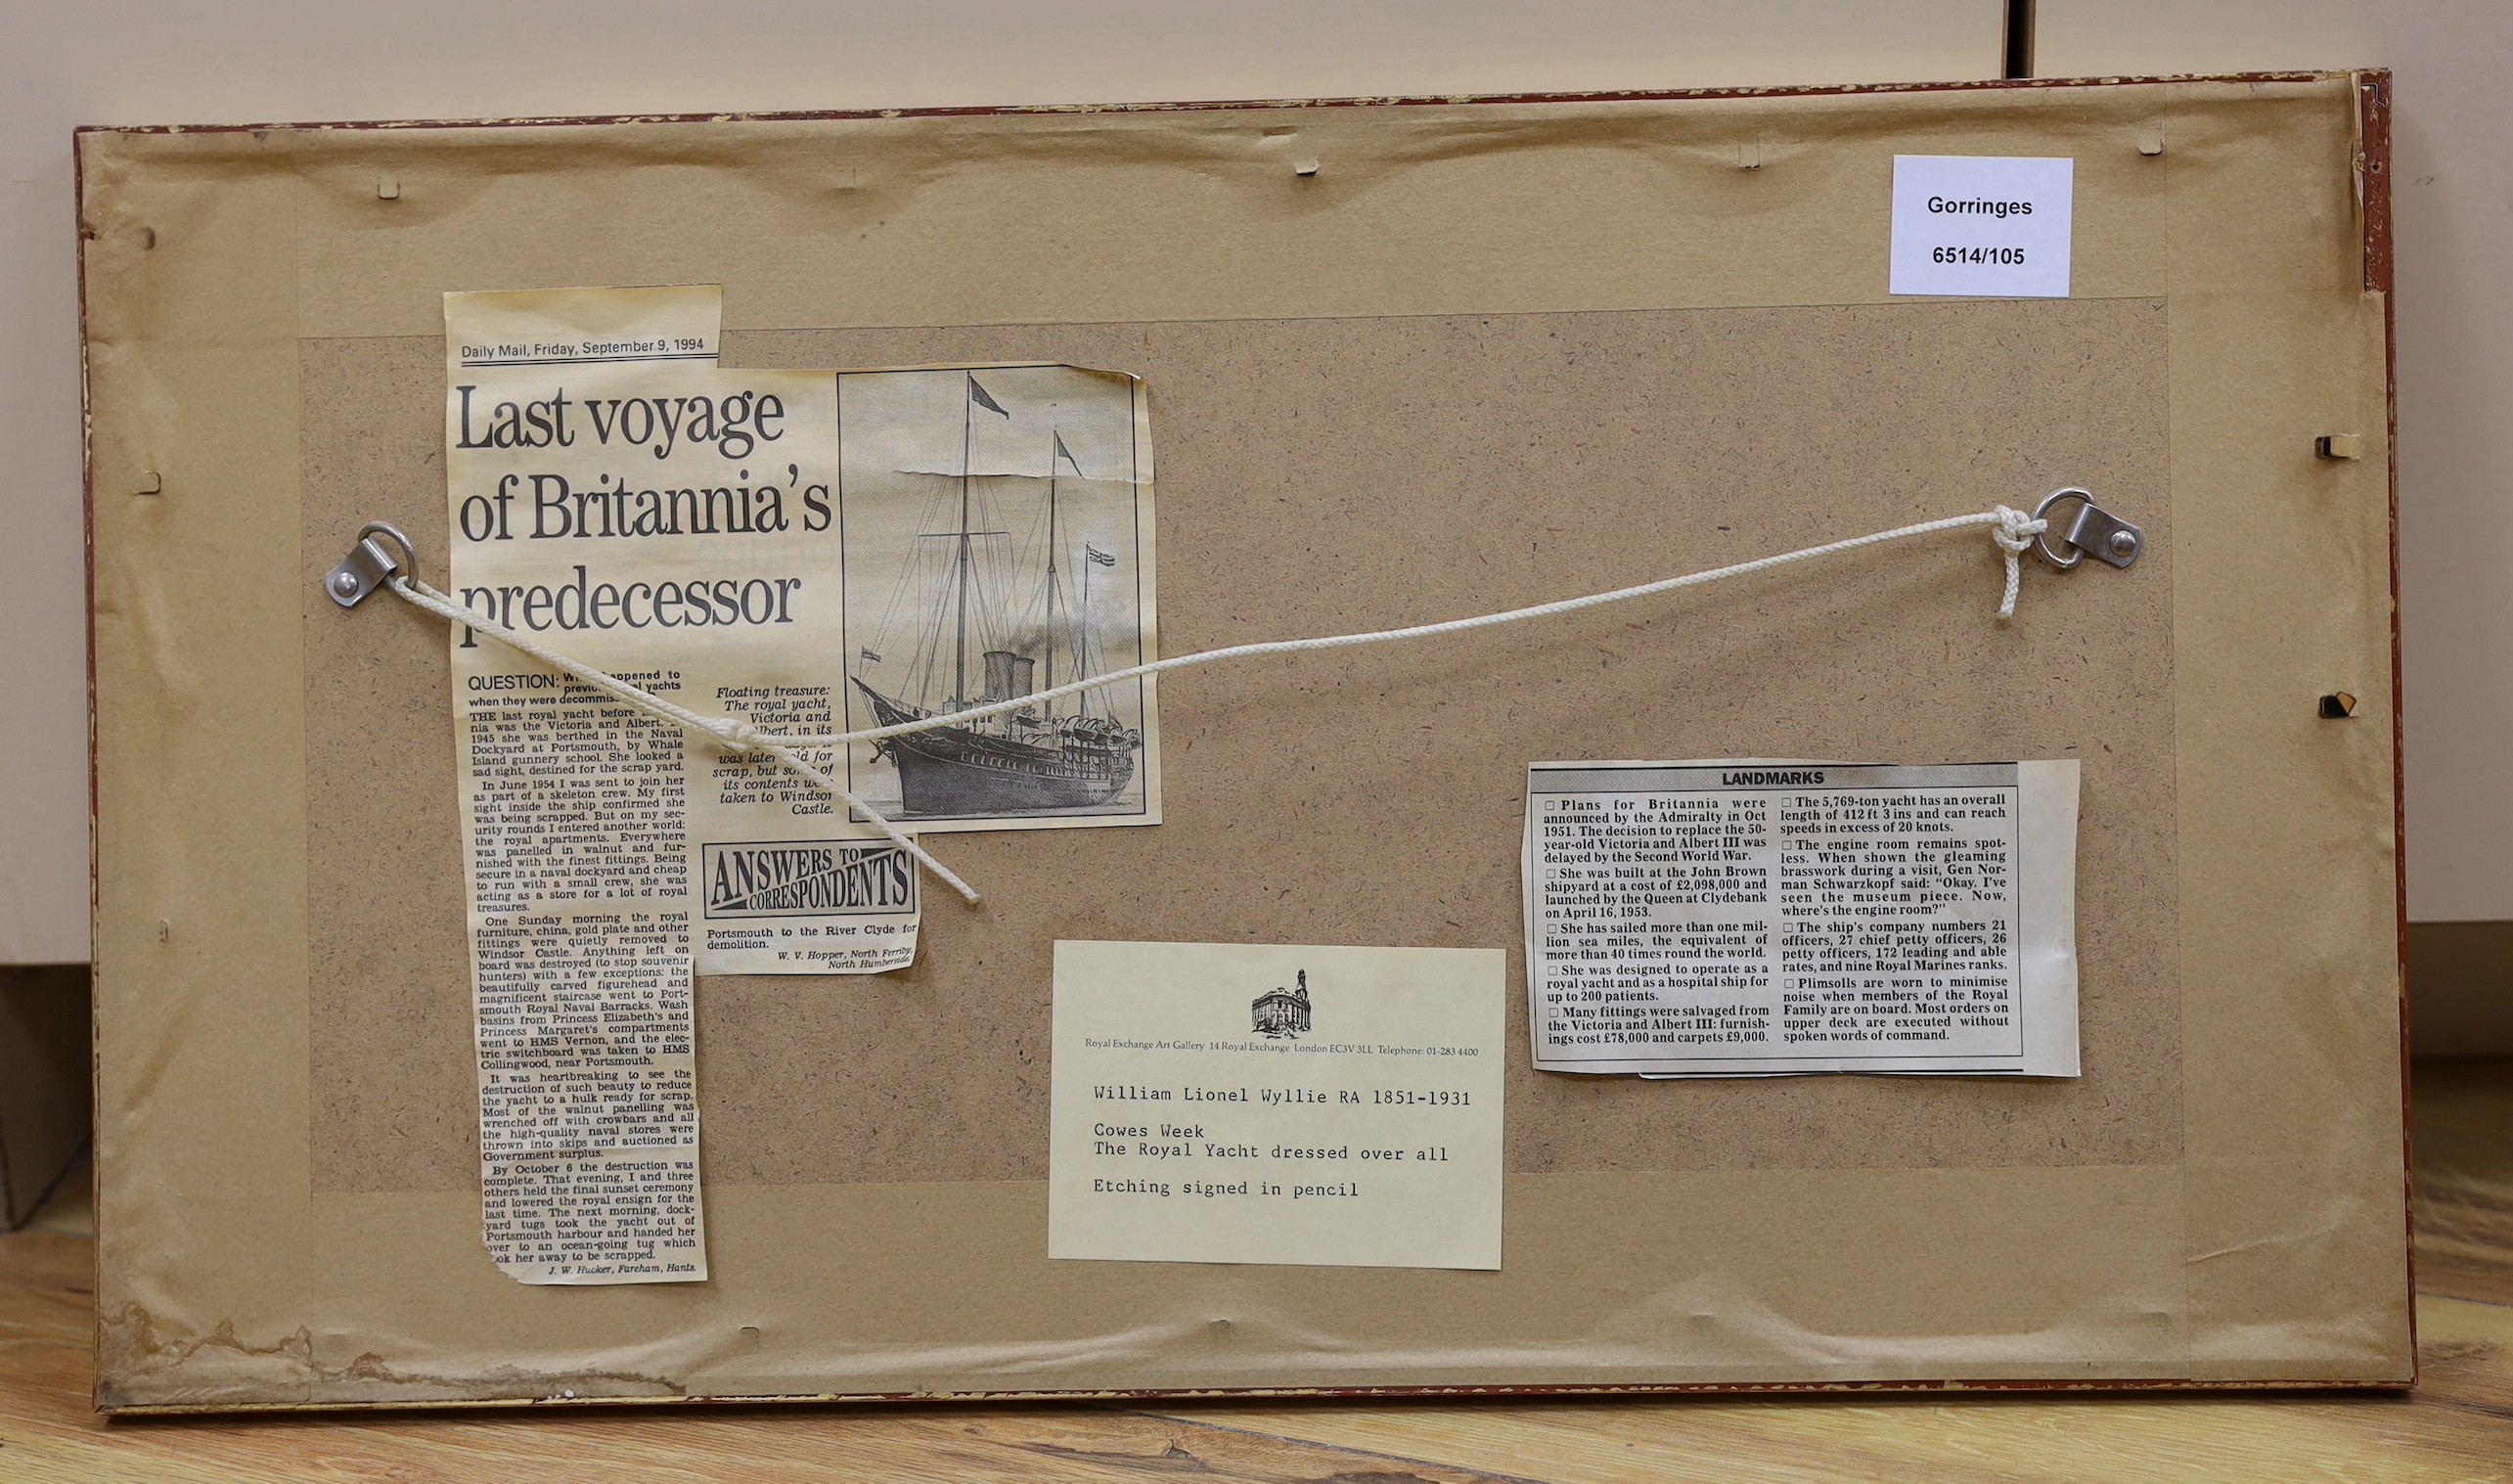 Gorringes
6514/105
Daily Mail, Friday, September 9, 1994
Last voyage
of Britannia's
predecessor
QUESTION: appened to
yachts
when they were
THE last royal yacht before
nia was the Victoria and Albert.
1945 she was berthed in the Naval
Dockyard at Portsmouth, by Whale
Island gunnery school. She looked a
sad sight, destined for the scrap yard.
In June 1954 I was sent to join her
as part of a skeleton crew. My first
sight inside the ship confirmed she
was being scrapped. But on my sec-
urity rounds I entered another world:
the royal apartments. Everywhere
was panelled in walnut and fur-
nished with the finest fittings. Being
secure in a naval dockyard and cheap
to run with a small crew, she was
acting as a store for a lot of royal
treasures.
One Sunday morning the royal
furniture, china, gold plate and other
fittings were quietly removed to
Windsor Castle. Anything left on
board was destroyed (to stop souvenir
hunters) with a few exceptions: the
beautifully carved figurehead and
magnificent staircase went to Port-
smouth Royal Naval Barracks. Wash
basins from Princess Elizabeth's and
Princess Margaret's compartments
went to HMS Vernon, and the elec-
tric switchboard was taken to HMS
Collingwood, near Portsmouth.
It was heartbreaking to see the
destruction of such beauty to reduce
the yacht to a hulk ready for scrap.
Most of the walnut panelling was
wrenched off with crowbars and all
the high-quality naval stores were
thrown into skips and auctioned as
Government surplus.
By October 6 the destruction was
complete. That evening, I and three
others held the final sunset ceremony
and lowered the royal ensign for the
last time. The next morning, dock-
yard tugs took the yacht out of
Portsmouth harbour and handed her
over to an ocean-going tug which
ook her away to be scrapped.
J. W. Hucker, Fareham, Hants.
Floating treasure:
The royal yacht,
Victoria and
lbert, in its
was later ld for
scrap, but so of
its contents
taken to Windsor
Castle.
ANSWERS TO
CORRESPONDENTS
Portsmouth to the River Clyde for
demolition.
W. V. Hopper, North Ferriby,
North Humberside.
Royal Exchange Art Gallery 14 Royal Exchange London EC3V 3LL Telephone: 01-283 4400
William Lionel Wyllie RA 1851-1931
Cowes Week
The Royal Yacht dressed over all
Etching signed in pencil
LANDMARKS
□ Plans for Britannia were
announced by the Admiralty in Oct
1951. The decision to replace the 50-
year-old Victoria and Albert III was
delayed by the Second World War.
□ She was built at the John Brown
shipyard at a cost of £2,098,000 and
launched by the Queen at Clydebank
on April 16, 1953.
□ She has sailed more than one mil-
lion sea miles, the equivalent of
more than 40 times round the world.
□ She was designed to operate as a
royal yacht and as a hospital ship for
up to 200 patients.
□ Many fittings were salvaged from
the Victoria and Albert III: furnish-
ings cost £78,000 and carpets £9,000.
□ The 5,769-ton yacht has an overall
length of 412 ft 3 ins and can reach
speeds in excess of 20 knots.
□ The engine room remains spot-
less. When shown the gleaming
brasswork during a visit, Gen Nor-
man Schwarzkopf said: "Okay. I've
seen the museum piece. Now,
where's the engine room?"
□ The ship's company numbers 21
officers, 27 chief petty officers, 26
petty officers, 172 leading and able
rates, and nine Royal Marines ranks.
□ Plimsolls are worn to minimise
noise when members of the Royal
Family are on board. Most orders on
upper deck are executed without
spoken words of command.